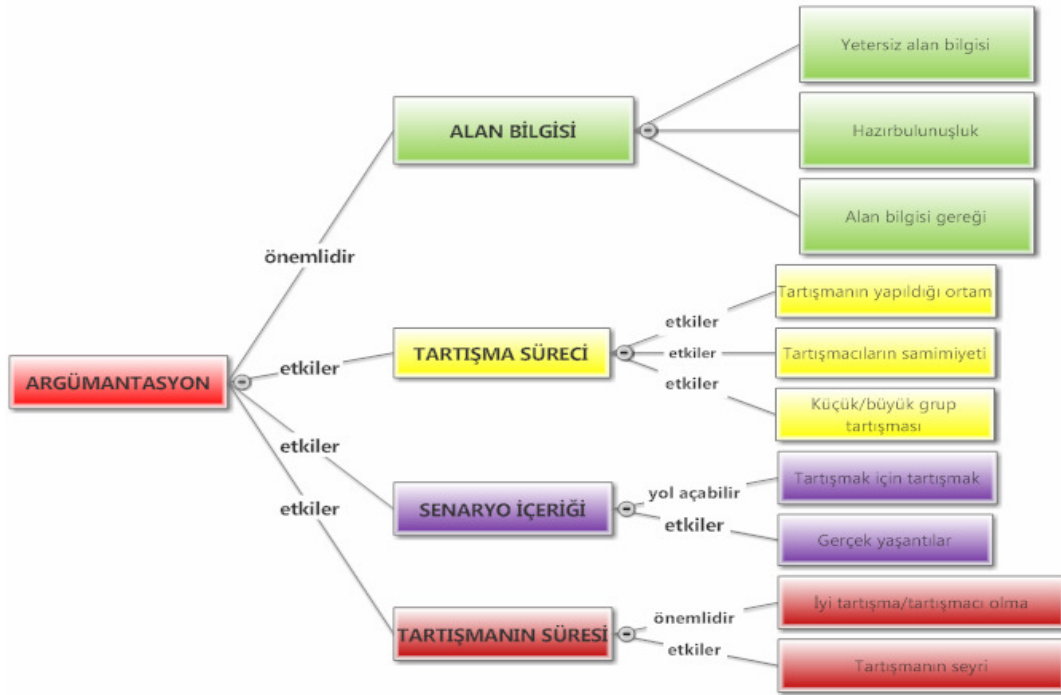 Yetersiz alan bilgisi
ALAN BİLGİSİ
Hazırbulunuşluk
Alan bilgisi gereği
önemlidir
Tartışmanın yapıldığı ortam
etkiler
TARTIŞMA SÜRECİ
etkiler
Tartışmacıların samimiyeti
etkiler
etkiler
ARGÜMANTASYON
Küçük/büyük grup
tartışması
etkiler
Tartışmak için tartışmak
yol açabilir
SENARYO İÇERİĞİ
etkiler
etkiler
Gerçek yaşantılar
İyi tartışma/tartışmacı olma
önemlidir
TARTIŞMANIN SÜRESİ
etkiler
Tartışmanın seyri